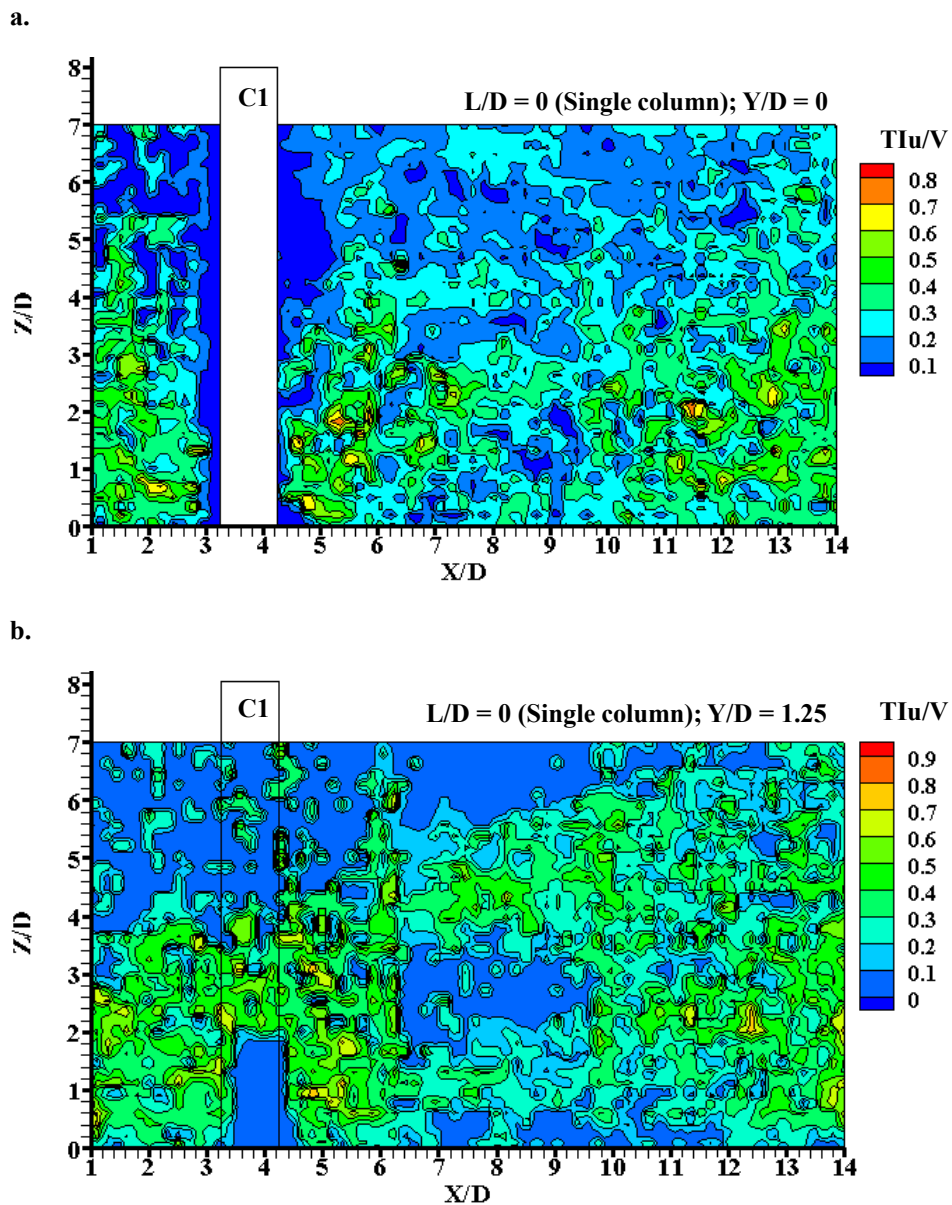 a.
C1
L/D = 0 (Single column); Y/D = 0
TIu/V
0.8
0.7
0.6
0.5
0.4
0.3
0.2
0.1
8
7
6
5
4
3
2
1
0
Z/D
1 2 3 4 5 6 7 8 9 10 11 12 13 14
X/D
b.
C1
L/D = 0 (Single column); Y/D = 1.25
TIu/V
0.9
0.8
0.7
0.6
0.5
0.4
0.3
0.2
0.1
0
8
7
6
5
4
3
2
1
0
Z/D
1 2 3 4 5 6 7 8 9 10 11 12 13 14
X/D